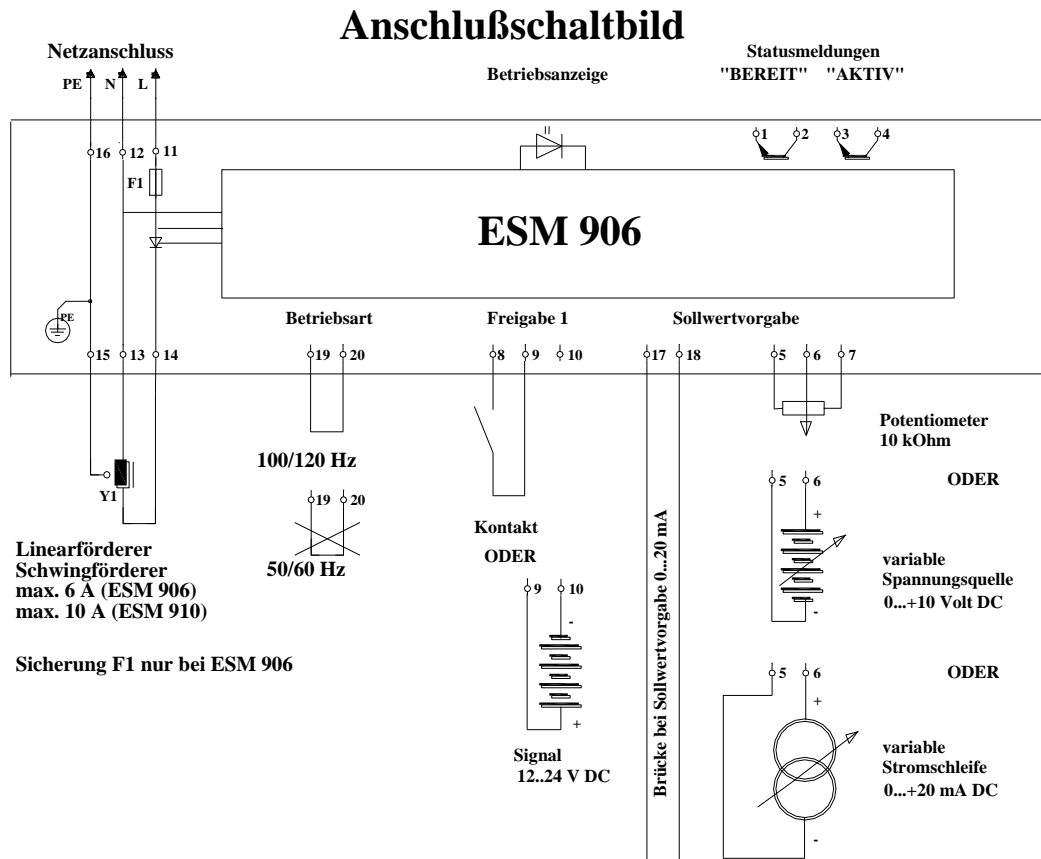 Anschlußschaltbild
Netzanschluss
PE N L
Betriebsanzeige
Statusmeldungen
"BEREIT" "AKTIV"
1 2 3 4
16 12 11
F1
ESM 906
PE
Betriebsart
Freigabe 1
Sollwertvorgabe
15 13 14
19 20
8 9 10
17 18
5 6 7
Potentiometer
10 kOhm
100/120 Hz
19 20
50/60 Hz
Y1
Linearförderer
Schwingförderer
max. 6 A (ESM 906)
max. 10 A (ESM 910)
Sicherung F1 nur bei ESM 906
Kontakt
ODER
9 10
-
+
Signal
12..24 V DC
Brücke bei Sollwertvorgabe 0...20 mA
ODER
5 6
+
-
variable
Spannungsquelle
0...+10 Volt DC
ODER
5 6
+
-
variable
Stromschleife
0...+20 mA DC